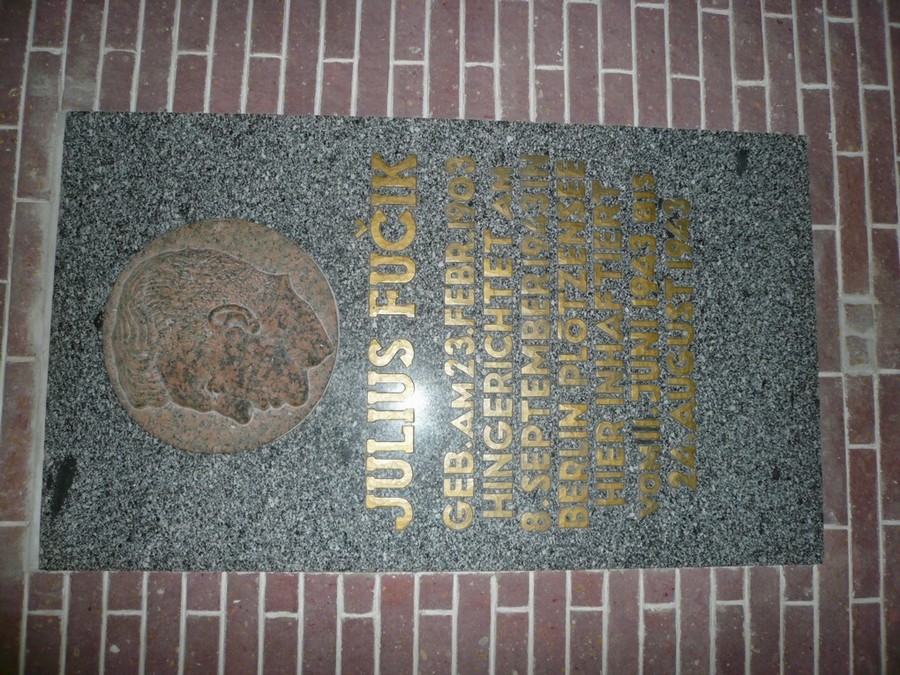 JULIUS FUČIK
GEB. AM 23. FEBR. 1903
HINGERICHTET AM
8. SEPTEMBER 1943 IN
BERLIN PLÖTZENSEE
HIER INHAFTIERT
VOM 11. JUNI 1943 BIS
24. AUGUST 1943